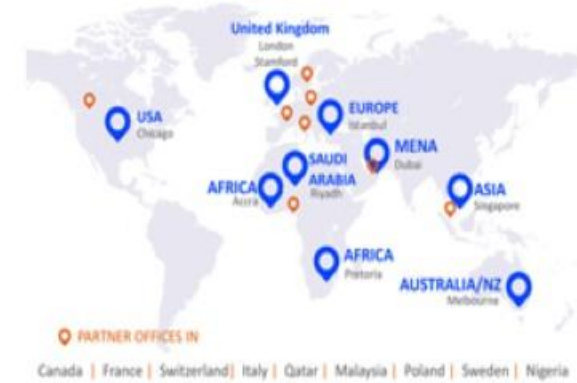 United Kingdom
London
Stamford
USA
Chicago
EUROPE
Istanbul
MENA
Dubai
SAUDI
ARABIA
Riyadh
AFRICA
Accra
ASIA
Singapore
AFRICA
Pretoria
AUSTRALIA/NZ
Melbourne
PARTNER OFFICES IN
Canada | France | Switzerland | Italy | Qatar | Malaysia | Poland | Sweden | Nigeria